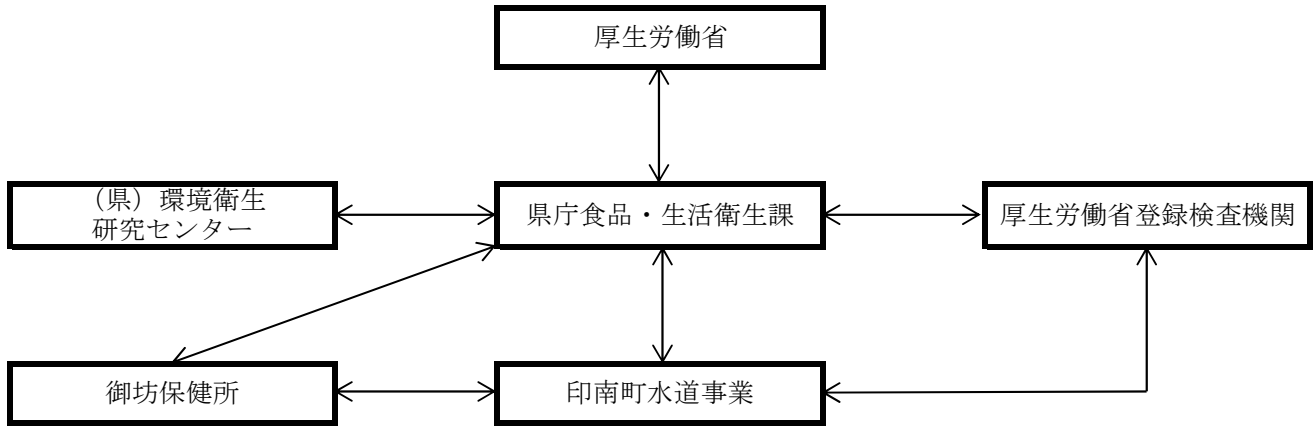 厚生労働省
（県）環境衛生
研究センター
県庁食品・生活衛生課
厚生労働省登録検査機関
御坊保健所
印南町水道事業